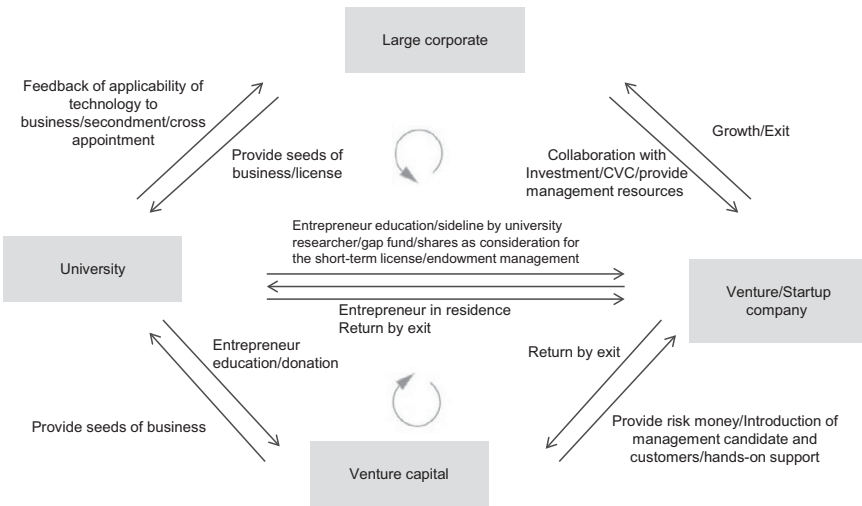 Large corporate
Feedback of applicability of
technology to
business/secondment/cross
appointment
Provide seeds of
business/license
Growth/Exit
Collaboration with
Investment/CVC/provide
management resources
Entrepreneur education/sideline by university
researcher/gap fund/shares as consideration for
the short-term license/endowment management
University
Venture/Startup
company
Entrepreneur in residence
Return by exit
Entrepreneur
education/donation
Return by exit
Provide seeds of business
Provide risk money/Introduction of
management candidate and
customers/hands-on support
Venture capital